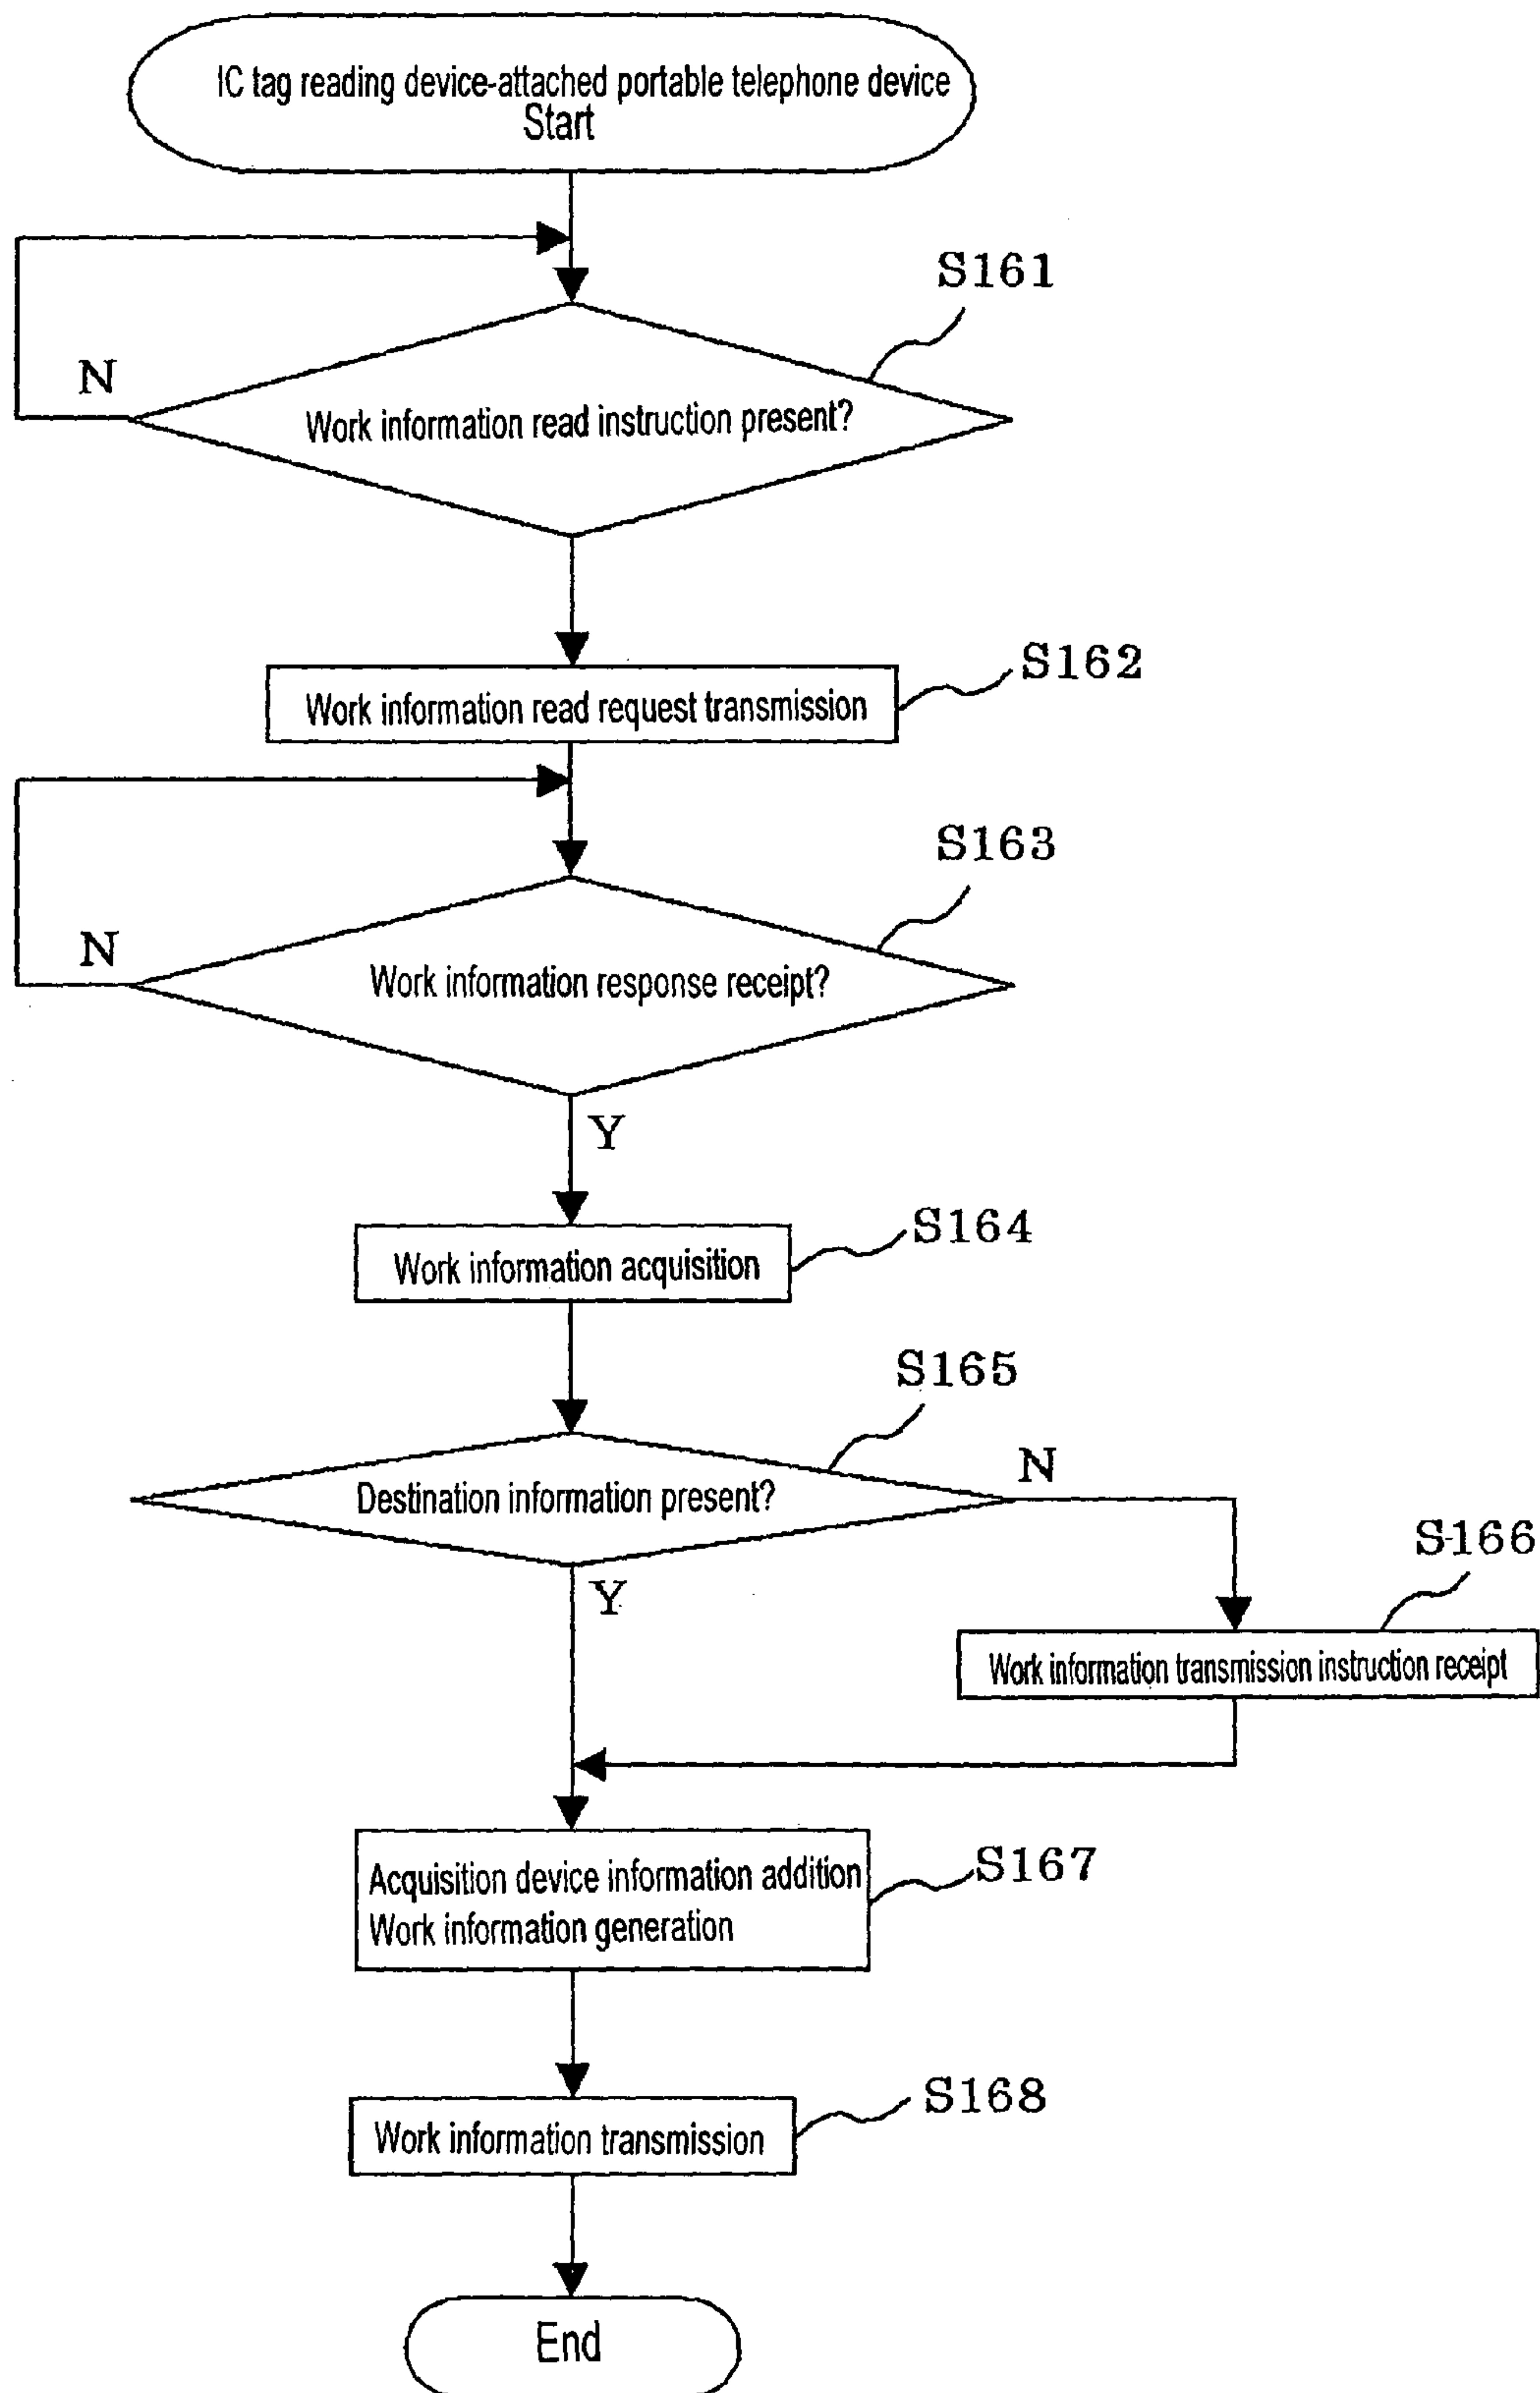 IC tag reading device-attached portable telephone device
Start
S161
N
Work information read instruction present?
S162
Work information read request transmission
S163
N
Work information response receipt?
Y
S164
Work information acquisition
S165
N
Destination information present?
S166
Y
Work information transmission instruction receipt
S167
Acquisition device information addition
Work information generation
S168
Work information transmission
End